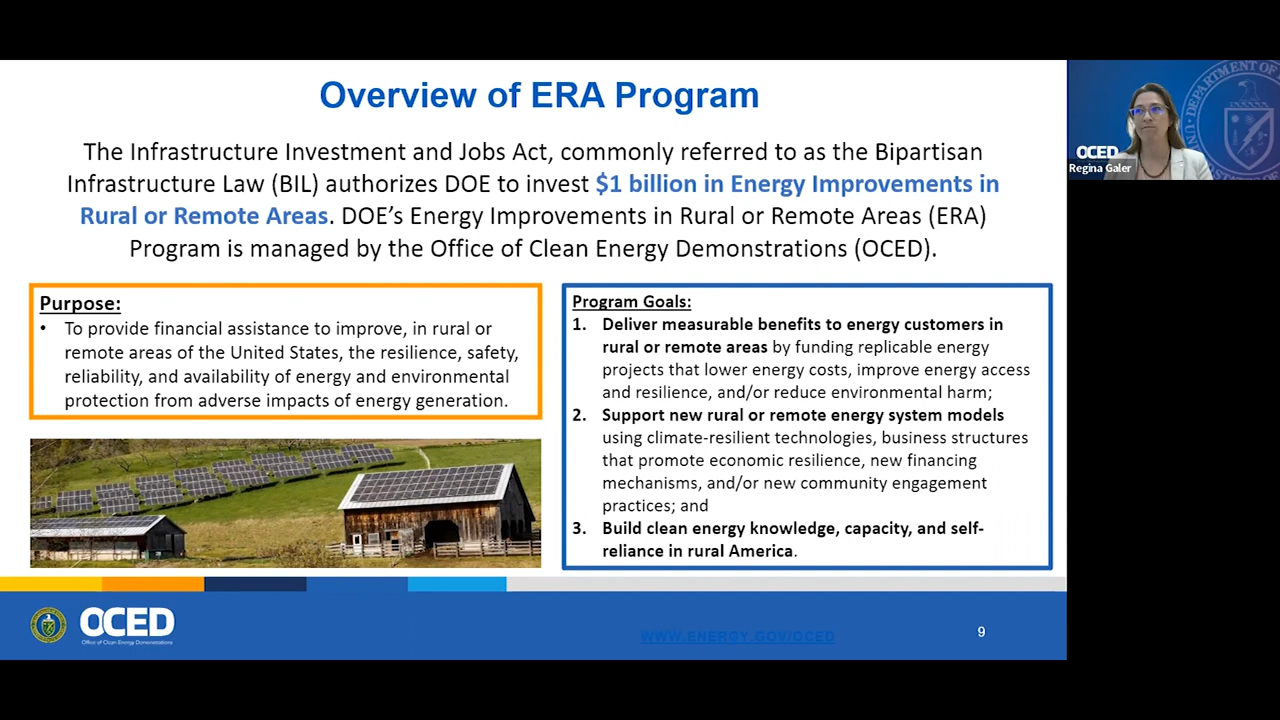 Overview of ERA Program
The Infrastructure Investment and Jobs Act, commonly referred to as the Bipartisan
Infrastructure Law (BIL) authorizes DOE to invest $1 billion in Energy Improvements in
Rural or Remote Areas. DOE’s Energy Improvements in Rural or Remote Areas (ERA)
Program is managed by the Office of Clean Energy Demonstrations (OCED).
Purpose:
• To provide financial assistance to improve, in rural or
remote areas of the United States, the resilience, safety,
reliability, and availability of energy and environmental
protection from adverse impacts of energy generation.
Program Goals:
1. Deliver measurable benefits to energy customers in
rural or remote areas by funding replicable energy
projects that lower energy costs, improve energy access
and resilience, and/or reduce environmental harm;
2. Support new rural or remote energy system models
using climate-resilient technologies, business structures
that promote economic resilience, new financing
mechanisms, and/or new community engagement
practices; and
3. Build clean energy knowledge, capacity, and self-
reliance in rural America.
OCED
Office of Clean Energy Demonstrations
WWW.ENERGY.GOV/OCED
9
OCED
Regina Galer